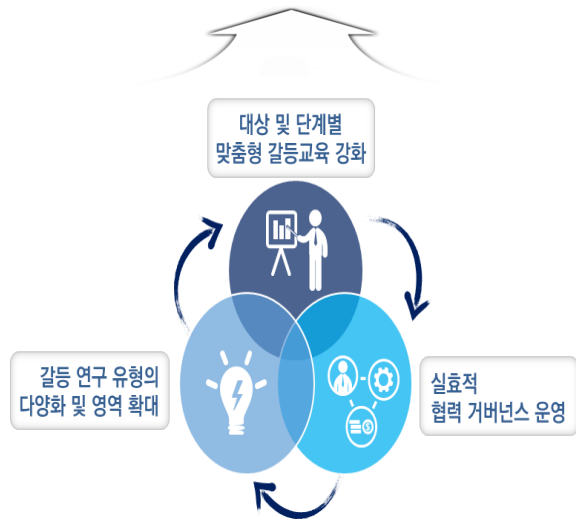 대상 및 단계별
맞춤형 갈등교육 강화
갈등 연구 유형의
다양화 및 영역 확대
실효적
협력 거버넌스 운영